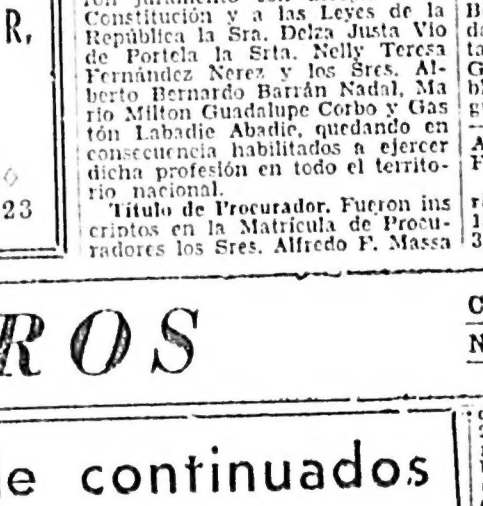 R,
23
Constitución y a las Leyes de la
República la Sra. Delza Justa Vio
de Portela la Srta. Nelly Teresa
Fernández Nerez y los Sres. Al-
berto Bernardo Barrán Nadal, Ma
rio Milton Guadalupe Corbo y Gas
tón Labadie Abadie, quedando en
consecuencia habilitados a ejercer
dicha profesión en todo el territo-
rio nacional.
Título de Procurador. Fueron ins
criptos en la Matrícula de Procu-
radores los Sres. Alfredo F. Massa
ROS
e continuados